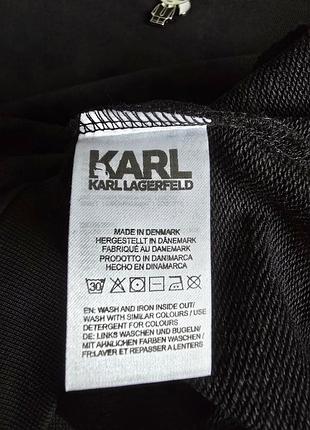 KARL
KARL LAGERFELD
MADE IN DENMARK
HERGESTELLT IN DÄNEMARK
FABRIQUÉ AU DANEMARK
PRODOTTO IN DANIMARCA
HECHO EN DINAMARCA
30°
EN: WASH AND IRON INSIDE OUT/
WASH WITH SIMILAR COLOURS / USE
DETERGENT FOR COLOURS
DE: LINKS WASCHEN UND BUGELN/
MIT ÄHNLICHEN FARBEN WASCHEN/
FR:LAVER ET REPASSER A LENTIERS